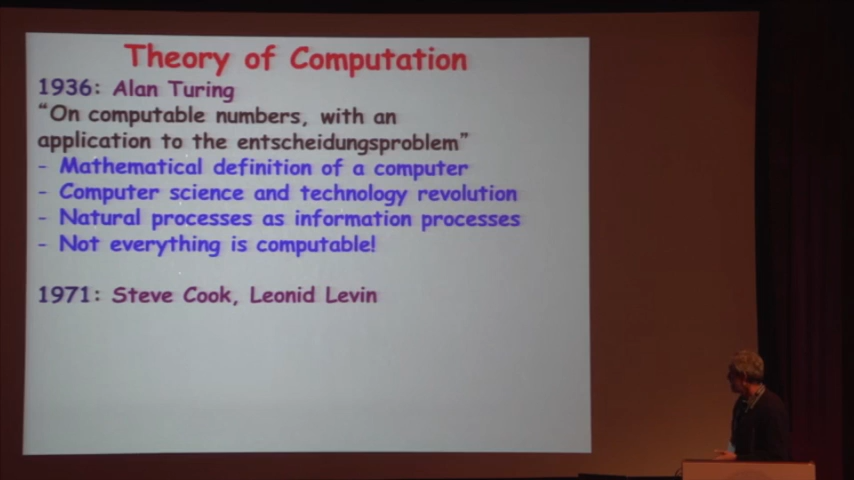 Theory of Computation
1936: Alan Turing
“On computable numbers, with an
application to the entscheidungsproblem”
- Mathematical definition of a computer
- Computer science and technology revolution
- Natural processes as information processes
- Not everything is computable!
1971: Steve Cook, Leonid Levin